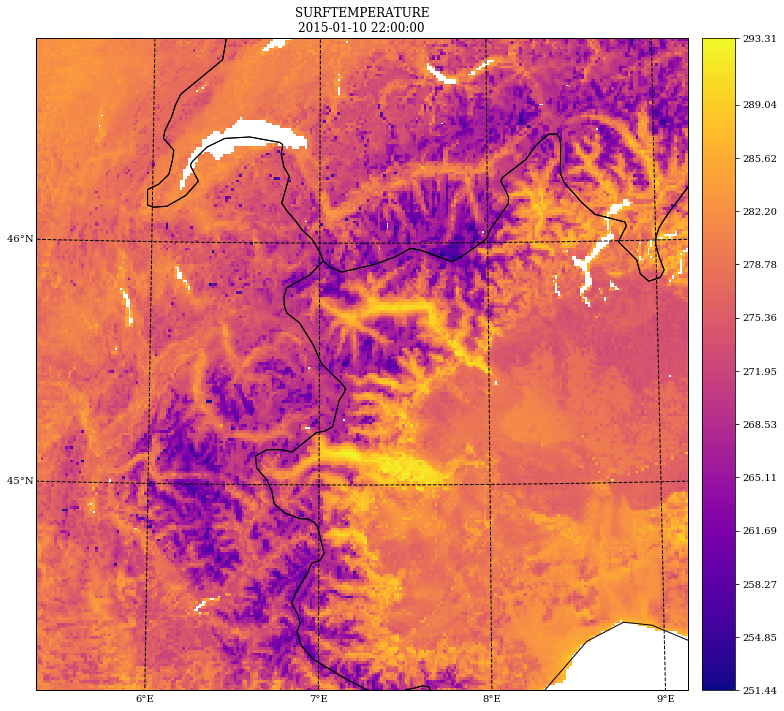 SURFTEMPERATURE
2015-01-10 22:00:00
293.31
289.04
285.62
282.20
278.78
275.36
271.95
268.53
265.11
261.69
258.27
254.85
251.44
46°N
45°N
6°E
7°E
8°E
9°E